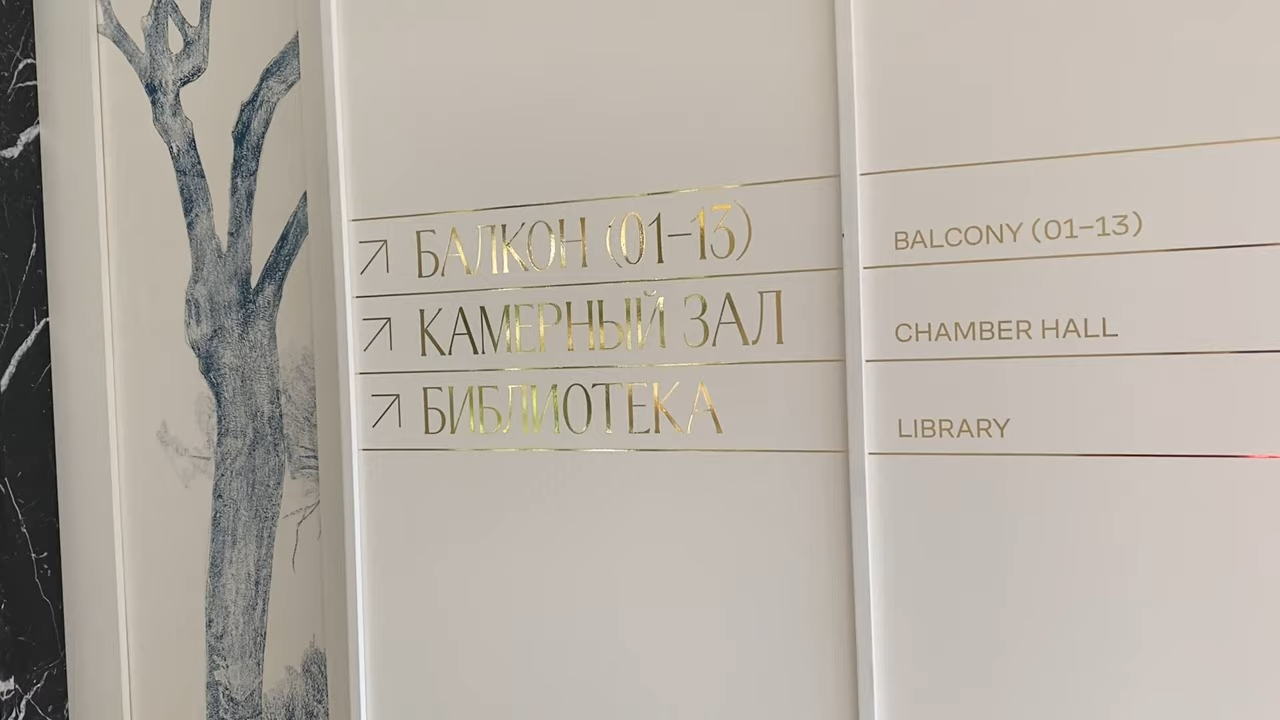 БАЛКОН (01–13)
BALCONY (01–13)
КАМЕРНЫЙ ЗАЛ
CHAMBER HALL
БИБЛИОТЕКА
LIBRARY